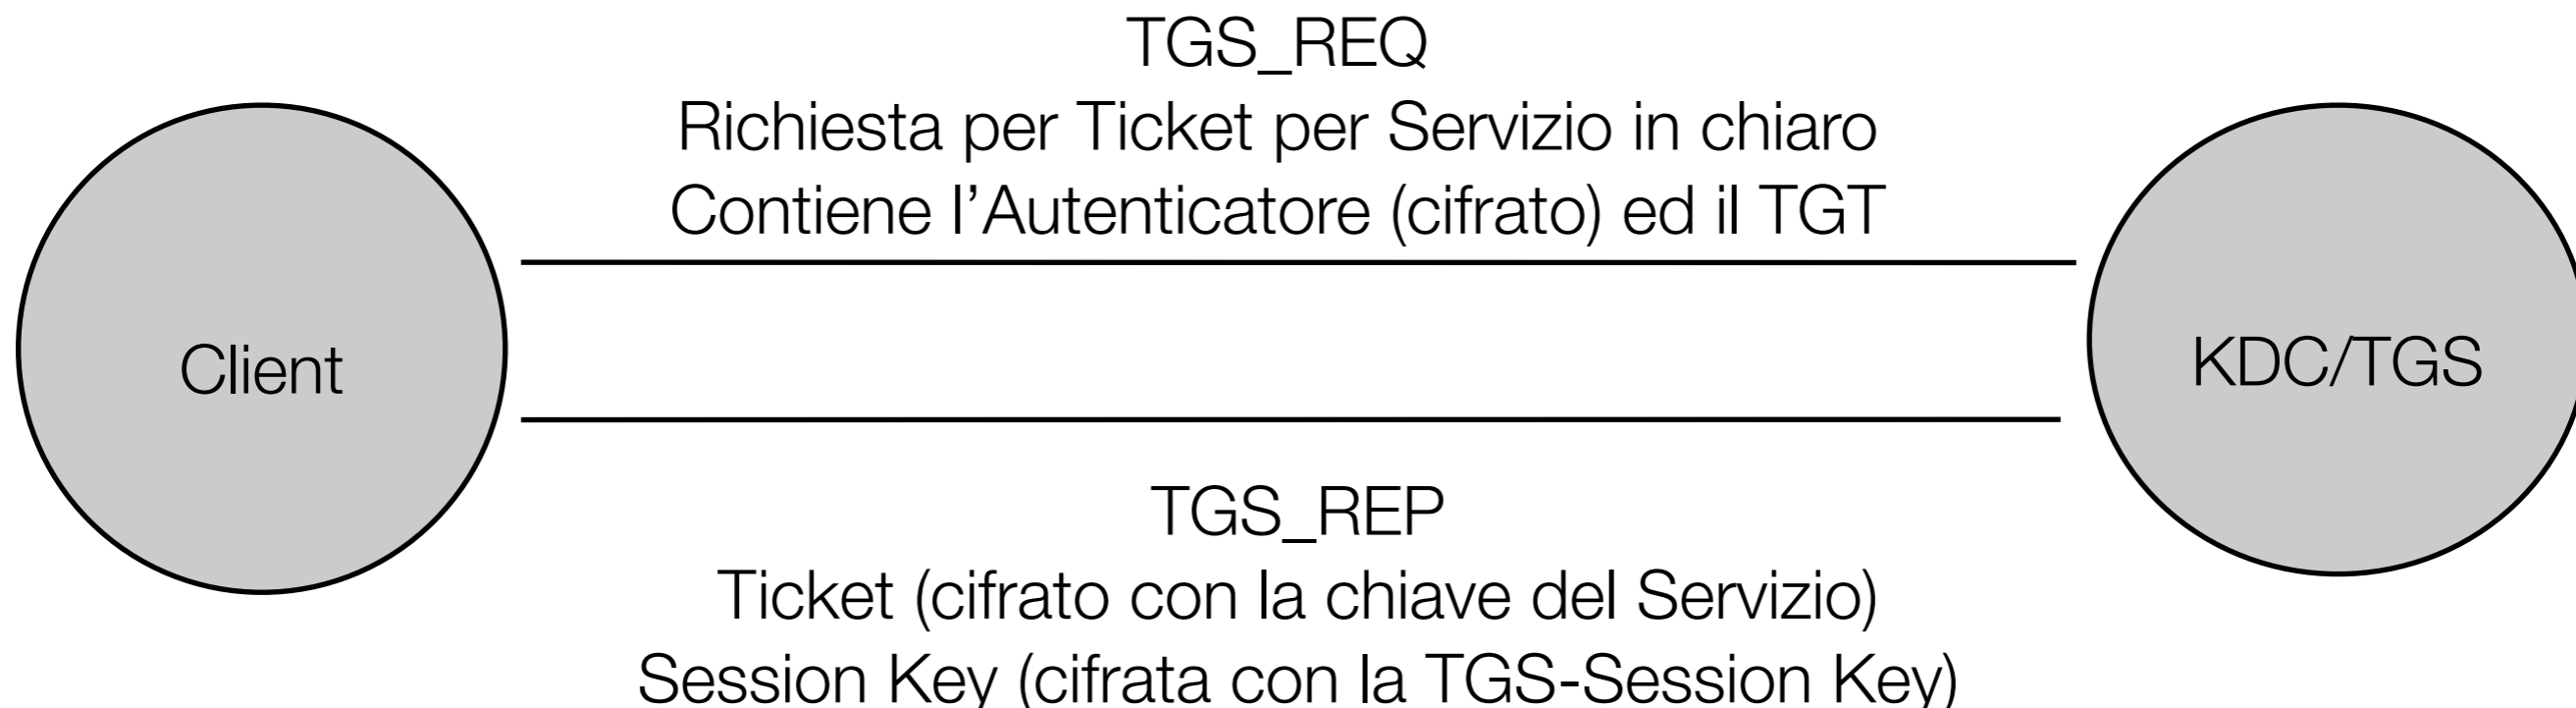 TGS_REQ
Richiesta per Ticket per Servizio in chiaro
Contiene l’Autenticatore (cifrato) ed il TGT
Client
KDC/TGS
TGS_REP
Ticket (cifrato con la chiave del Servizio)
Session Key (cifrata con la TGS-Session Key)